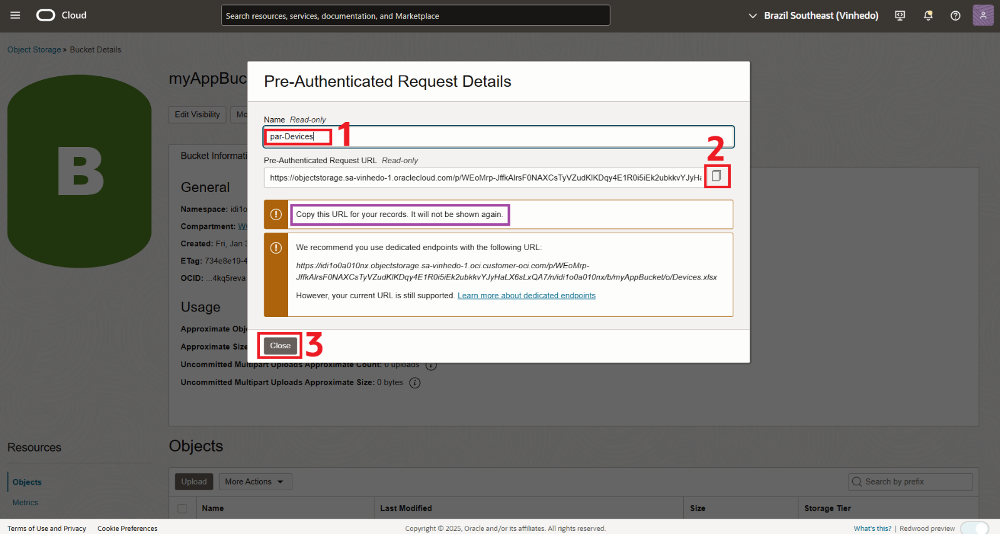 Cloud
Search resources, services, documentation, and Marketplace
Brazil Southeast (Vinhedo)
Object Storage » Bucket Details
B
myAppBuc
Edit Visibility
Mo
Pre-Authenticated Request Details
Name Read-only
par-Devices
1
Pre-Authenticated Request URL Read-only
2
https://objectstorage.sa-vinhedo-1.oraclecloud.com/p/WEoMrp-JffkAlrsF0NAXCsTyVZudKlKDqy4E1R0i5iEk2ubkkvYJyHa
Copy this URL for your records. It will not be shown again.
We recommend you use dedicated endpoints with the following URL:
https://idi1o0a010nx.objectstorage.sa-vinhedo-1.oci.customer-oci.com/p/WEoMrp-
JffkAlrsF0NAXCsTyVZudKlKDqy4E1R0i5iEk2ubkkvYJyHaLX6sLxQA7/n/idi1o0a010nx/b/myAppBucket/o/Devices.xlsx
However, your current URL is still supported. Learn more about dedicated endpoints
Close
3
Bucket Informati
General
Namespace: idi1o
Compartment: WO
Created: Fri, Jan 3
ETag: 734e8e19-4
OCID: ...4kq5reva
Usage
Approximate Obje
Approximate Size
Uncommitted Multipart Uploads Approximate Count: 0 uploads
Uncommitted Multipart Uploads Approximate Size: 0 bytes
Resources
Objects
Metrics
Objects
Upload
More Actions
Search by prefix
Name
Last Modified
Size
Storage Tier
Terms of Use and Privacy
Cookie Preferences
Copyright © 2025, Oracle and/or its affiliates. All rights reserved.
What's this? | Redwood preview